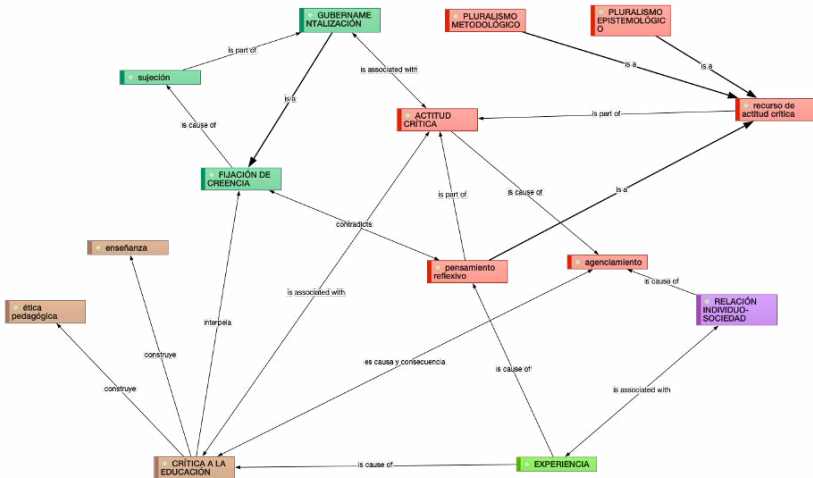 GUBERNAME
NTALIZACIÓN
PLURALISMO
METODOLÓGICO
PLURALISMO
EPISTEMOLÓGIC
O
is part of
is associated with
is a
is a
sujeción
is a
recurso de
actitud crítica
ACTITUD
CRÍTICA
is part of
is cause of
FIJACIÓN DE
CREENCIA
is part of
is cause of
is a
contradicts
enseñanza
pensamiento
reflexivo
agenciamiento
is cause of
is associated with
ética
pedagógica
RELACIÓN
INDIVIDUO-
SOCIEDAD
interpela
construye
es causa y consecuencia
is cause of
construye
is associated with
CRÍTICA A LA
EDUCACIÓN
is cause of
EXPERIENCIA